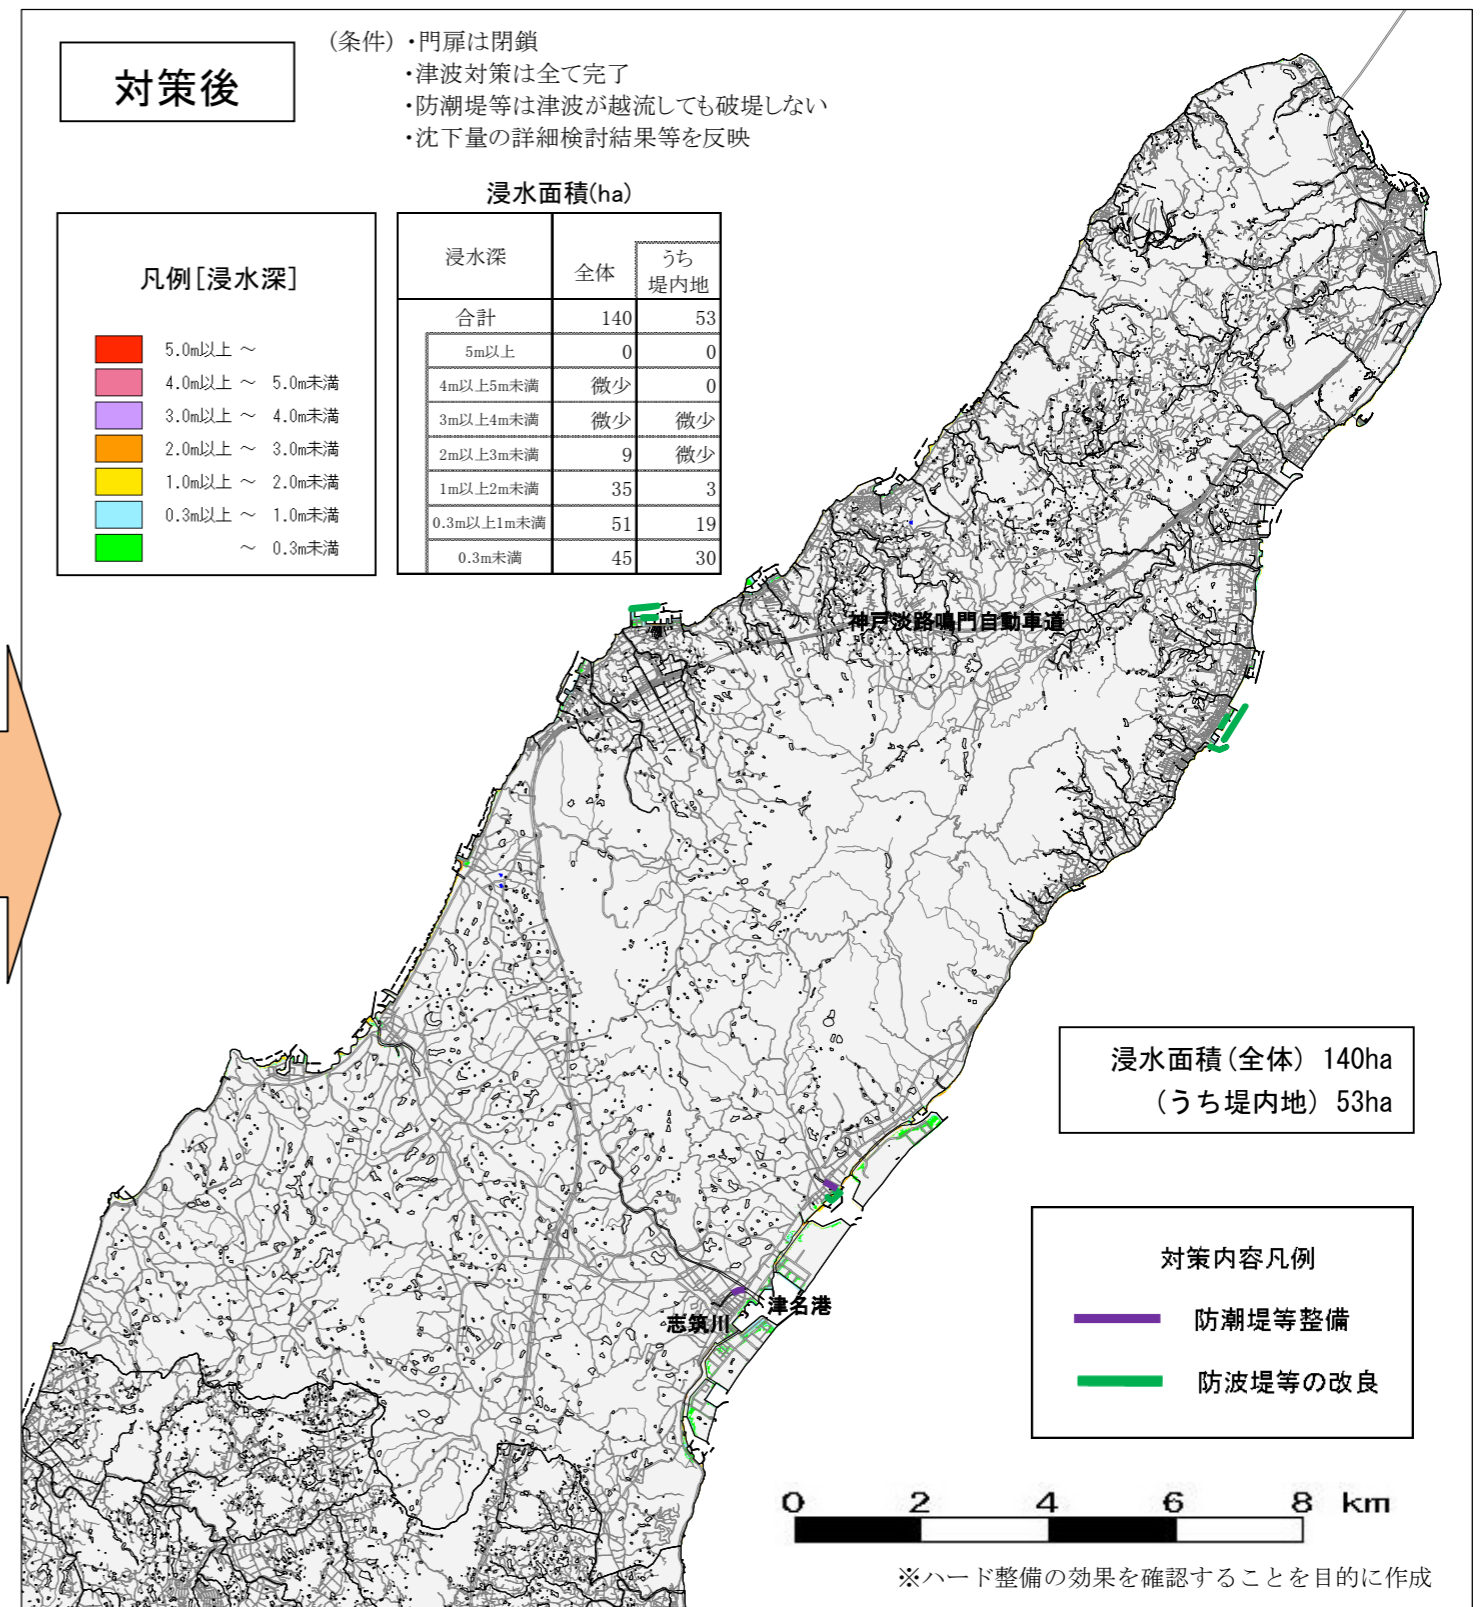 対策後
(条件)・門扉は閉鎖
・津波対策は全て完了
・防潮堤等は津波が越流しても破堤しない
・沈下量の詳細検討結果等を反映
凡例[浸水深]
5.0m以上 ～
4.0m以上 ～ 5.0m未満
3.0m以上 ～ 4.0m未満
2.0m以上 ～ 3.0m未満
1.0m以上 ～ 2.0m未満
0.3m以上 ～ 1.0m未満
～ 0.3m未満
浸水面積(ha)
浸水深 全体 うち堤内地
合計 140 53
5m以上 0 0
4m以上5m未満 微少 0
3m以上4m未満 微少 微少
2m以上3m未満 9 微少
1m以上2m未満 35 3
0.3m以上1m未満 51 19
0.3m未満 45 30
神戸淡路鳴門自動車道
浸水面積(全体) 140ha
(うち堤内地) 53ha
津名港
志筑川
対策内容凡例
防潮堤等整備
防波堤等の改良
0 2 4 6 8 km
※ハード整備の効果を確認することを目的に作成